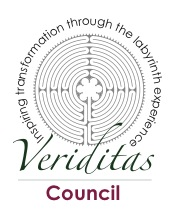 Inspiring transformation through the labyrinth experience
Veriditas
Council